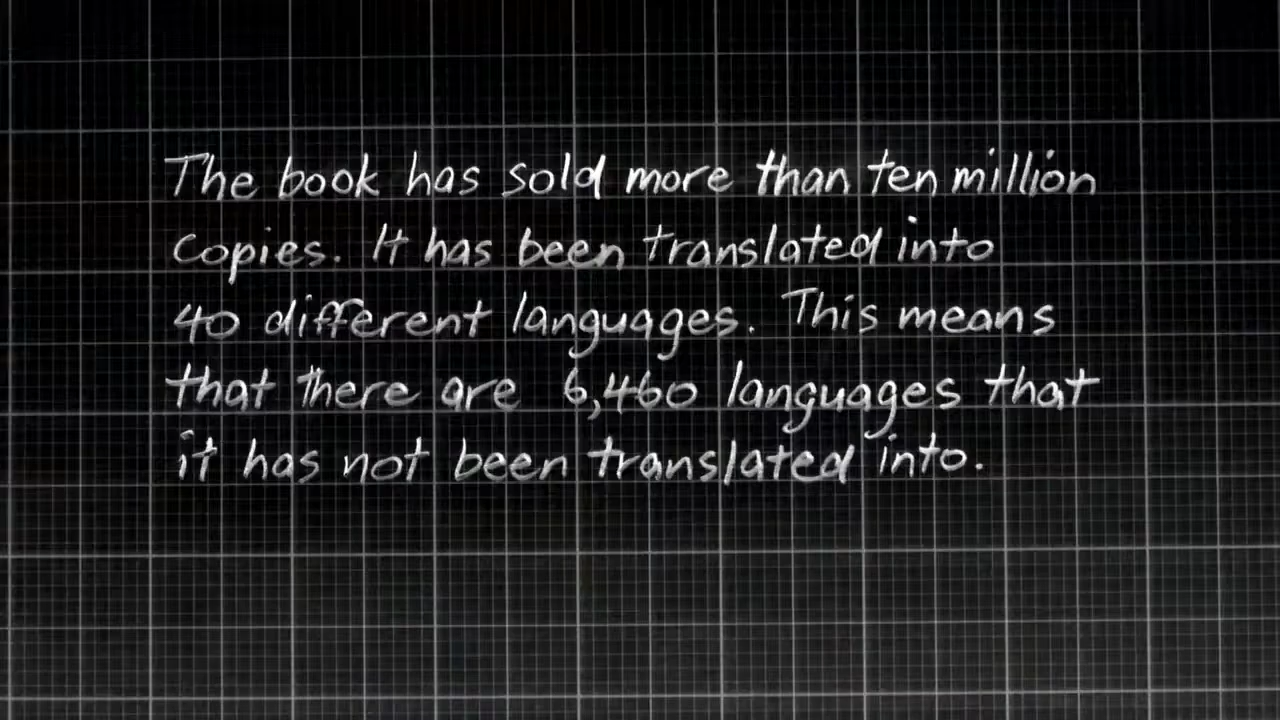 The book has sold more than ten million
copies. It has been translated into
40 different languages. This means
that there are 6,460 languages that
it has not been translated into.